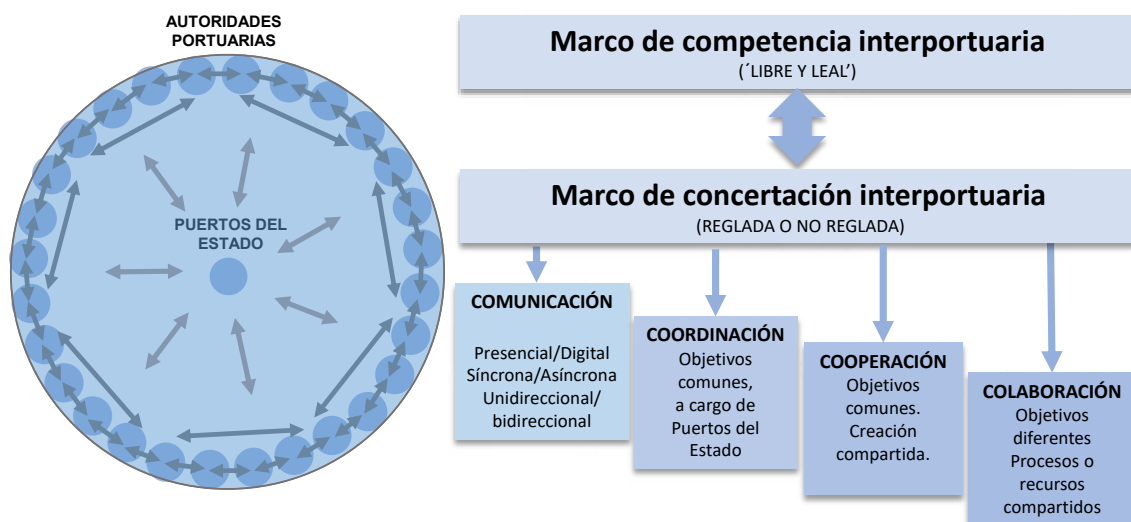 AUTORIDADES
PORTUARIAS
PUERTOS DEL
ESTADO
Marco de competencia interportuaria
(´LIBRE Y LEAL’)
Marco de concertación interportuaria
(REGLADA O NO REGLADA)
COMUNICACIÓN
Presencial/Digital
Síncrona/Asíncrona
Unidireccional/
bidireccional
COORDINACIÓN
Objetivos
comunes,
a cargo de
Puertos del
Estado
COOPERACIÓN
Objetivos
comunes.
Creación
compartida.
COLABORACIÓN
Objetivos
diferentes
Procesos o
recursos
compartidos